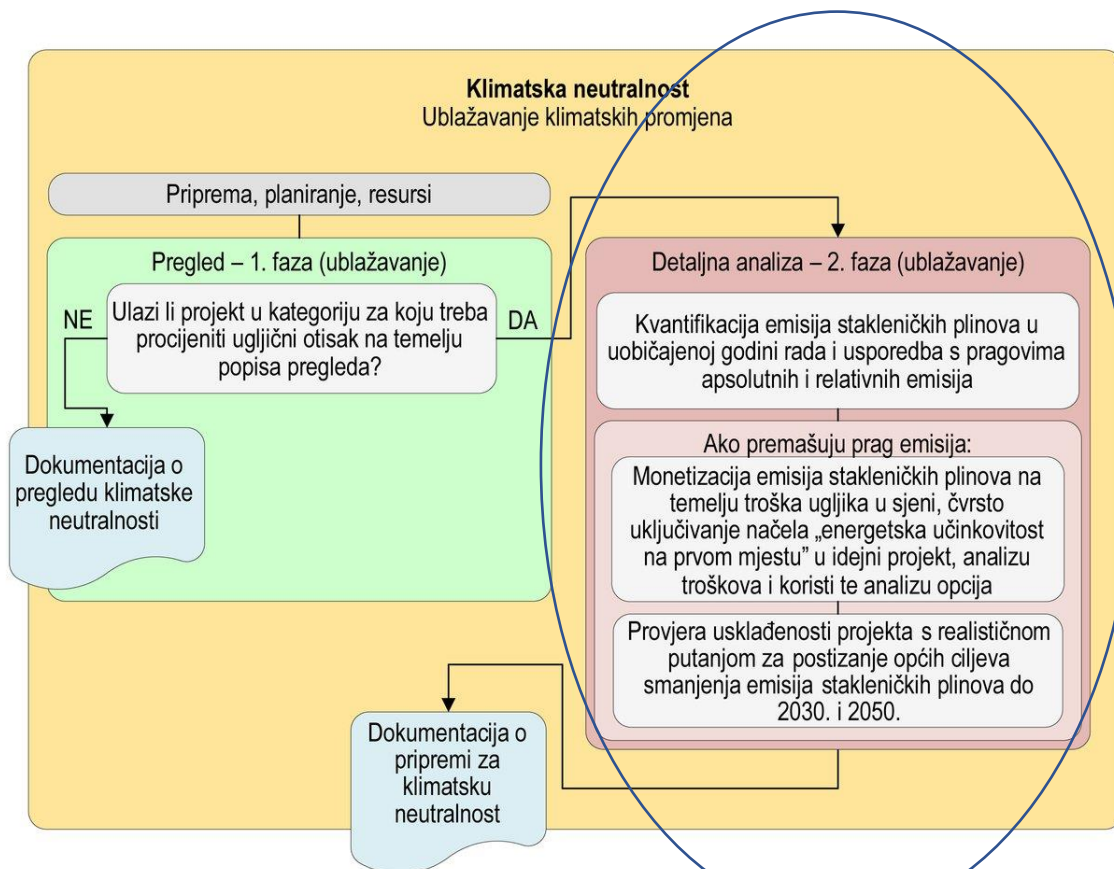 Klimatska neutralnost
Ublažavanje klimatskih promjena
Priprema, planiranje, resursi
Pregled – 1. faza (ublažavanje)
NE
Ulazi li projekt u kategoriju za koju treba
procijeniti ugljični otisak na temelju
popisa pregleda?
DA
Dokumentacija o
pregledu klimatske
neutralnosti
Detaljna analiza – 2. faza (ublažavanje)
Kvantifikacija emisija stakleničkih plinova u
uobičajenoj godini rada i usporedba s pragovima
apsolutnih i relativnih emisija
Ako premašuju prag emisija:
Monetizacija emisija stakleničkih plinova na
temelju troška ugljika u sjeni, čvrsto
uključivanje načela „energetska učinkovitost
na prvom mjestu” u idejni projekt, analizu
troškova i koristi te analizu opcija
Provjera usklađenosti projekta s realističnom
putanjom za postizanje općih ciljeva
smanjenja emisija stakleničkih plinova do
2030. i 2050.
Dokumentacija o
pripremi za
klimatsku
neutralnost